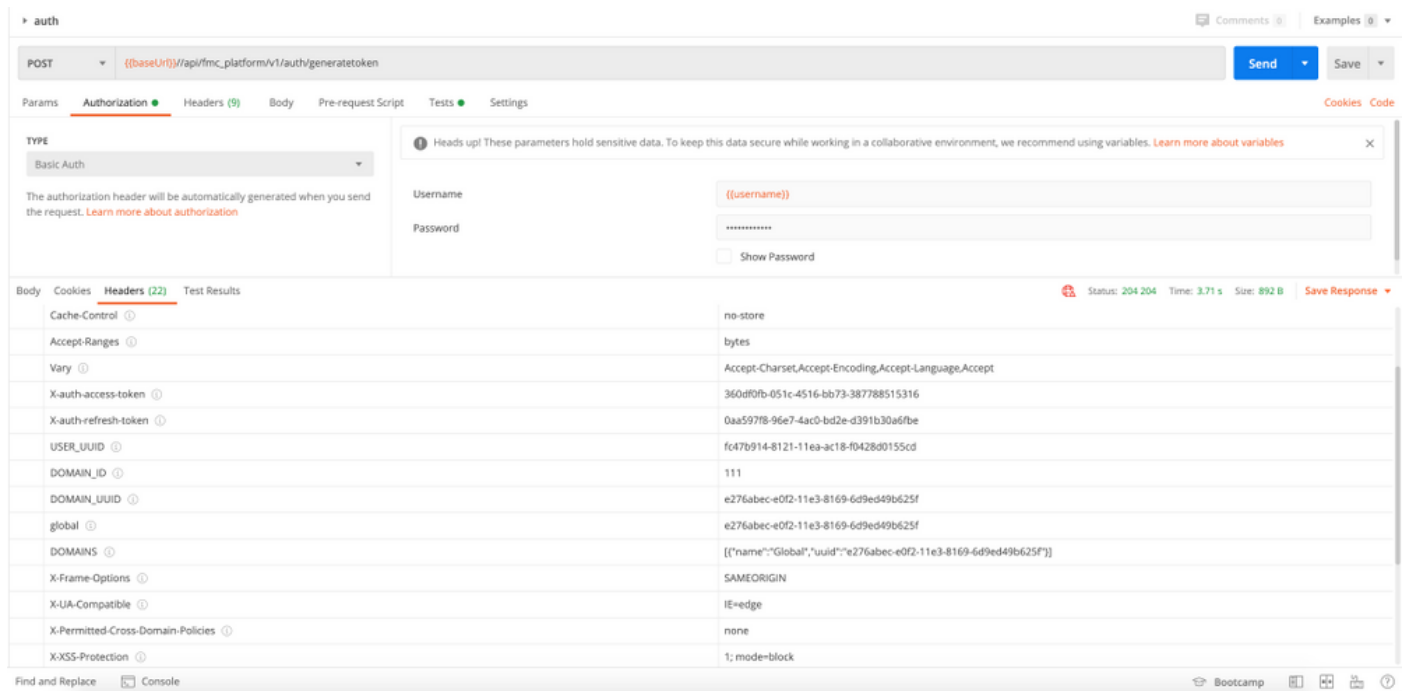 auth Comments 0 Examples 0
POST {{baseUrl}}//api/fmc_platform/v1/auth/generatetoken Send Save
Params Authorization Headers (9) Body Pre-request Script Tests Settings Cookies Code
TYPE
Basic Auth
The authorization header will be automatically generated when you send
the request. Learn more about authorization
Heads up! These parameters hold sensitive data. To keep this data secure while working in a collaborative environment, we recommend using variables. Learn more about variables
Username {{username}}
Password ••••••••••••
Show Password
Body Cookies Headers (22) Test Results Status: 204 204 Time: 3.71 s Size: 892 B Save Response
Cache-Control no-store
Accept-Ranges bytes
Vary Accept-Charset,Accept-Encoding,Accept-Language,Accept
X-auth-access-token 360df0fb-051c-4516-bb73-387788515316
X-auth-refresh-token 0aa597f8-96e7-4ac0-bd2e-d391b30a6fbe
USER_UUID fc47b914-8121-11ea-ac18-f0428d0155cd
DOMAIN_ID 111
DOMAIN_UUID e276abec-e0f2-11e3-8169-6d9ed49b625f
global e276abec-e0f2-11e3-8169-6d9ed49b625f
DOMAINS [{"name":"Global","uuid":"e276abec-e0f2-11e3-8169-6d9ed49b625f"}]
X-Frame-Options SAMEORIGIN
X-UA-Compatible IE=edge
X-Permitted-Cross-Domain-Policies none
X-XSS-Protection 1; mode=block
Find and Replace Console Bootcamp